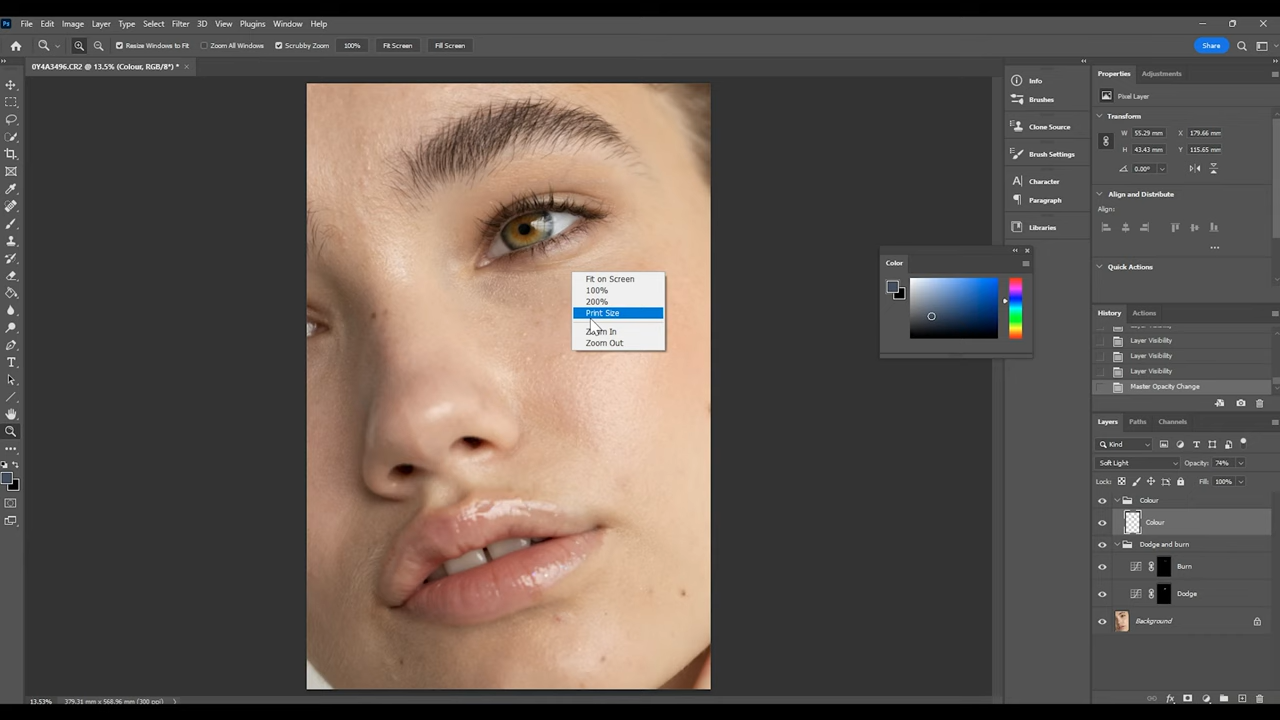 Ps File Edit Image Layer Type Select Filter 3D View Plugins Window Help
Resize Windows to Fit Zoom All Windows Scrubby Zoom 100% Fit Screen Fill Screen Share
0Y4A3496.CR2 @ 13.5% (Colour, RGB/8*) *
Info
Brushes
Clone Source
Brush Settings
Character
Paragraph
Libraries
Properties Adjustments
Pixel Layer
Transform
W 55.29 mm X 179.66 mm
H 43.43 mm Y 115.65 mm
0.00°
Align and Distribute
Align:
Quick Actions
Fit on Screen
100%
200%
Print Size
Zoom In
Zoom Out
Color
History Actions
Layer Visibility
Layer Visibility
Layer Visibility
Layer Visibility
Master Opacity Change
Layers Paths Channels
Kind
Soft Light Opacity: 74%
Lock: Fill: 100%
Colour
Colour
Dodge and burn
Burn
Dodge
Background
13.53% 379.31 mm x 568.96 mm (300 ppi)